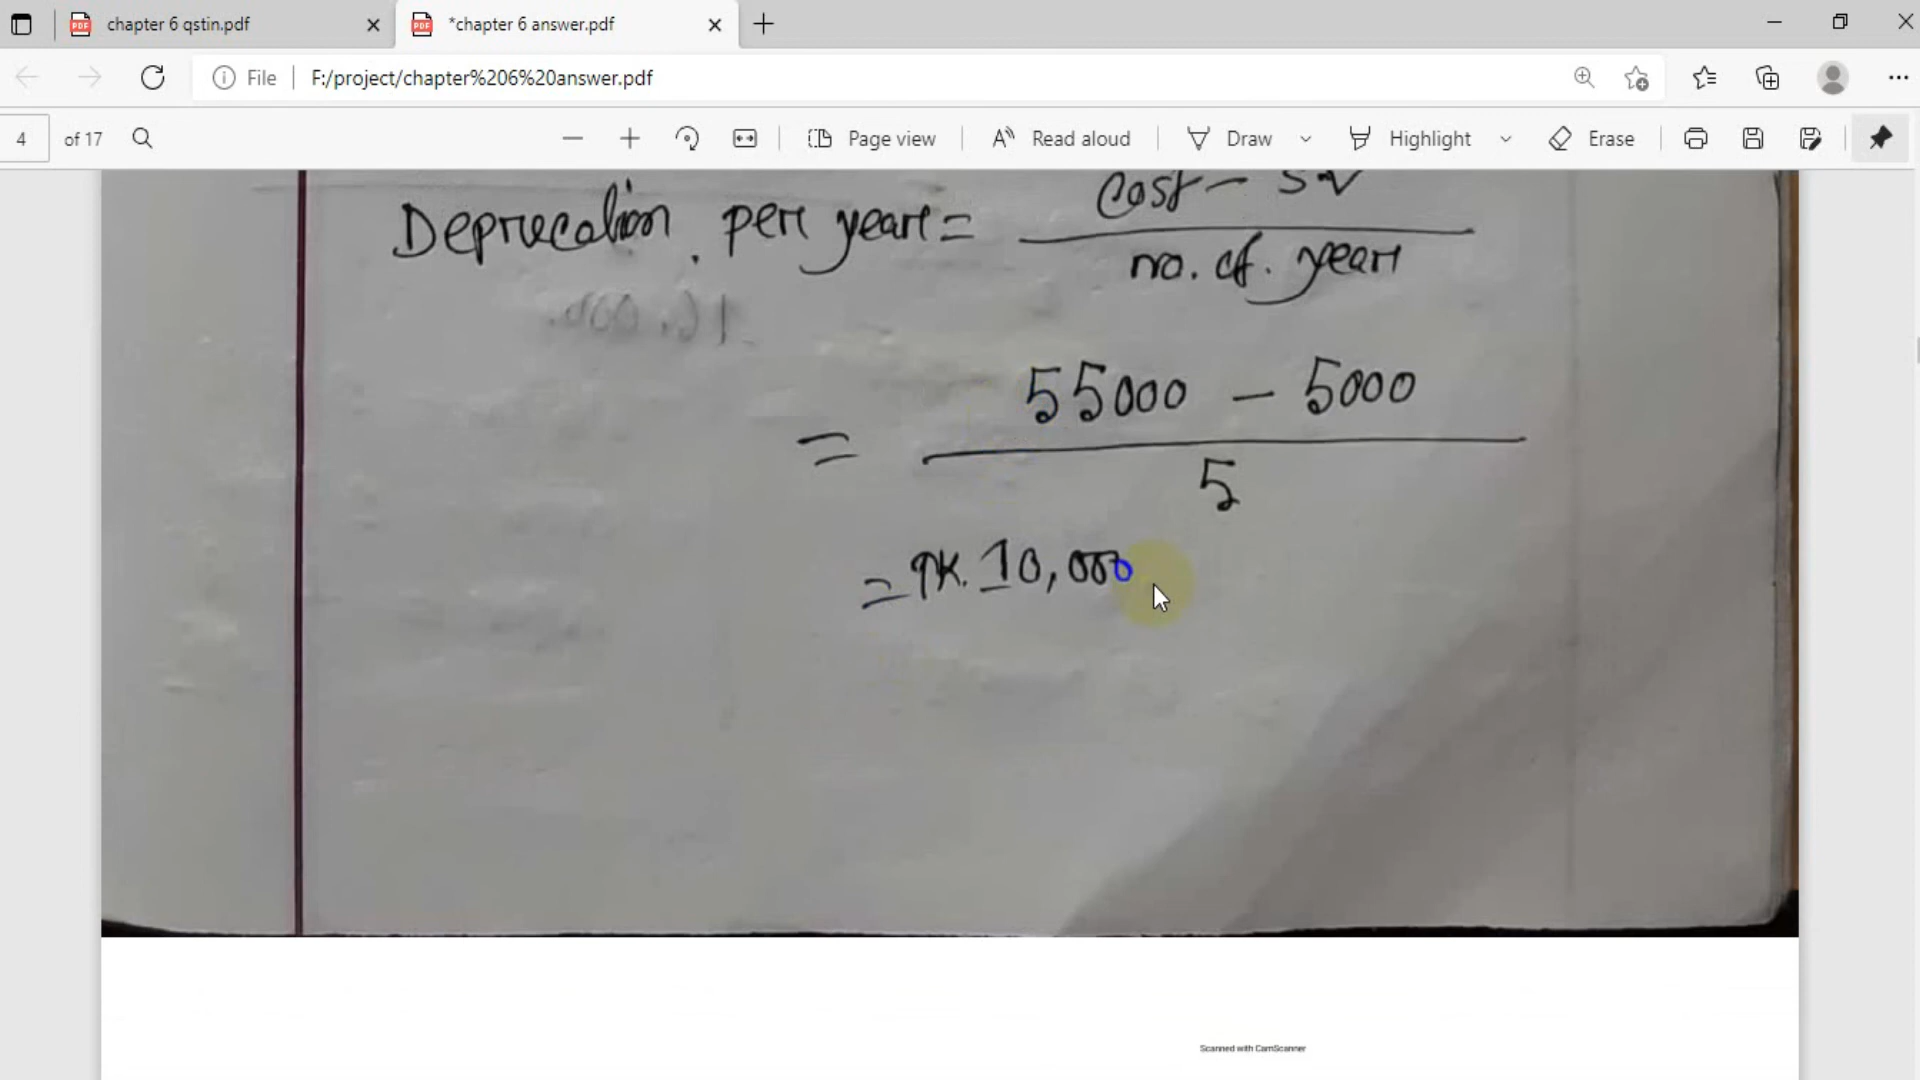 chapter 6 qstin.pdf
*chapter 6 answer.pdf
File
F:/project/chapter%206%20answer.pdf
4 of 17
Page view
Read aloud
Draw
Highlight
Erase
Cost - SV
Deprecation per year =
no. of. year
55000 - 5000
=
5
= TK. 10,000
Scanned with CamScanner